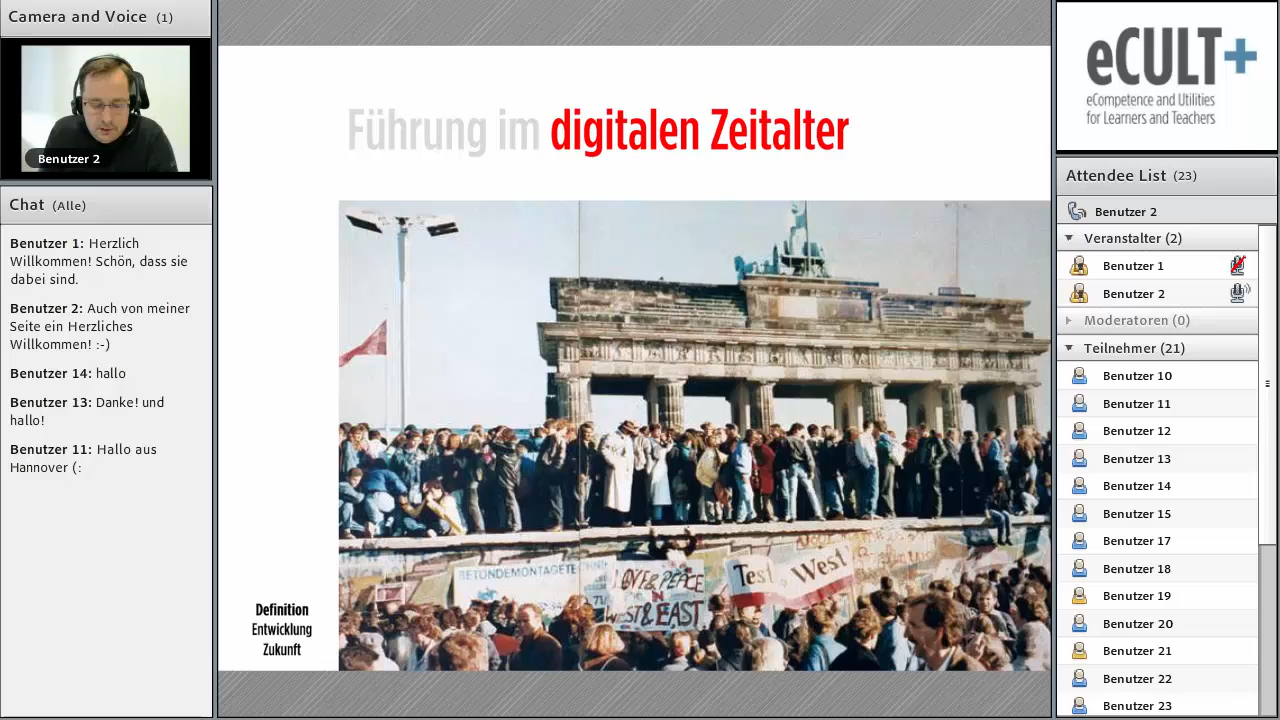 Camera and Voice (1)
Benutzer 2
Chat (Alle)
Benutzer 1: Herzlich
Willkommen! Schön, dass sie
dabei sind.
Benutzer 2: Auch von meiner
Seite ein Herzliches
Willkommen! :-)
Benutzer 14: hallo
Benutzer 13: Danke! und
hallo!
Benutzer 11: Hallo aus
Hannover (:
Führung im digitalen Zeitalter
BETONDEMONTAGETECHNIK
LOVE & PEACE
IN
WEST & EAST
Test West
Definition
Entwicklung
Zukunft
eCULT+
eCompetence and Utilities
for Learners and Teachers
Attendee List (23)
Benutzer 2
Veranstalter (2)
Benutzer 1
Benutzer 2
Moderatoren (0)
Teilnehmer (21)
Benutzer 10
Benutzer 11
Benutzer 12
Benutzer 13
Benutzer 14
Benutzer 15
Benutzer 17
Benutzer 18
Benutzer 19
Benutzer 20
Benutzer 21
Benutzer 22
Benutzer 23